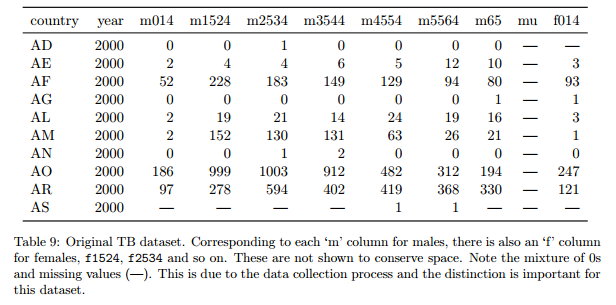 country year m014 m1524 m2534 m3544 m4554 m5564 m65 mu f014
AD 2000 0 0 1 0 0 0 0 — —
AE 2000 2 4 4 6 5 12 10 — 3
AF 2000 52 228 183 149 129 94 80 — 93
AG 2000 0 0 0 0 0 0 1 — 1
AL 2000 2 19 21 14 24 19 16 — 3
AM 2000 2 152 130 131 63 26 21 — 1
AN 2000 0 0 1 2 0 0 0 — 0
AO 2000 186 999 1003 912 482 312 194 — 247
AR 2000 97 278 594 402 419 368 330 — 121
AS 2000 — — — — 1 1 — — —
Table 9: Original TB dataset. Corresponding to each ‘m’ column for males, there is also an ‘f’ column
for females, f1524, f2534 and so on. These are not shown to conserve space. Note the mixture of 0s
and missing values (—). This is due to the data collection process and the distinction is important for
this dataset.